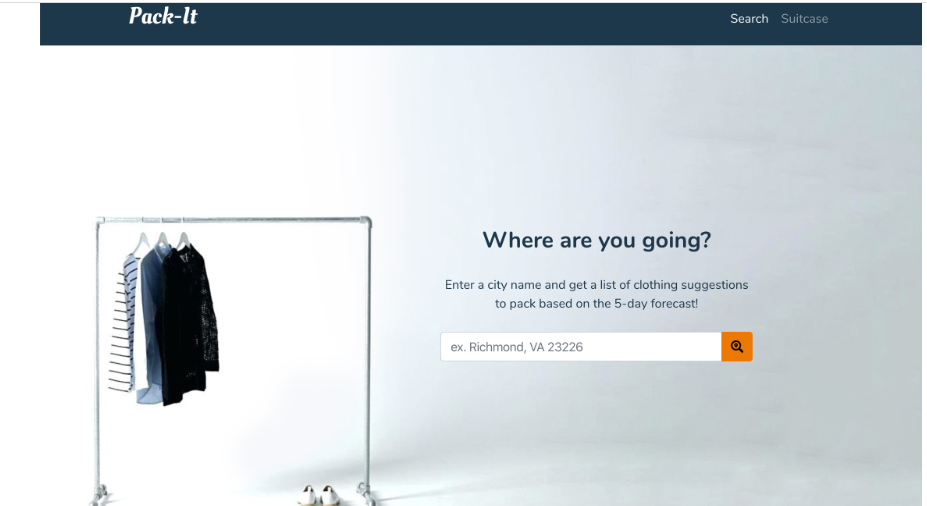 Pack-It
Search Suitcase
Where are you going?
Enter a city name and get a list of clothing suggestions
to pack based on the 5-day forecast!
ex. Richmond, VA 23226